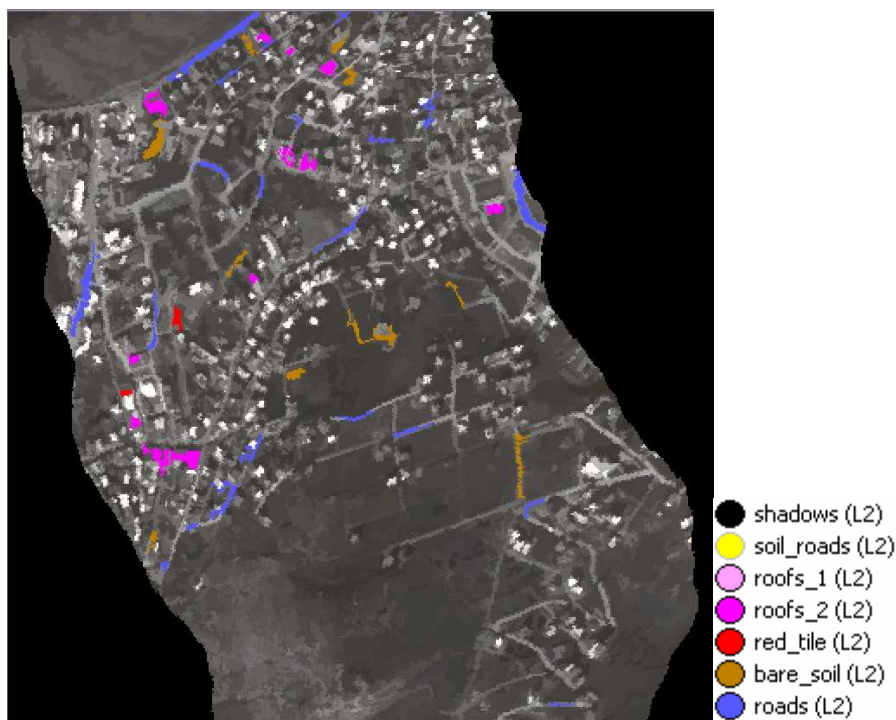 shadows (L2)
soil_roads (L2)
roofs_1 (L2)
roofs_2 (L2)
red_tile (L2)
bare_soil (L2)
roads (L2)